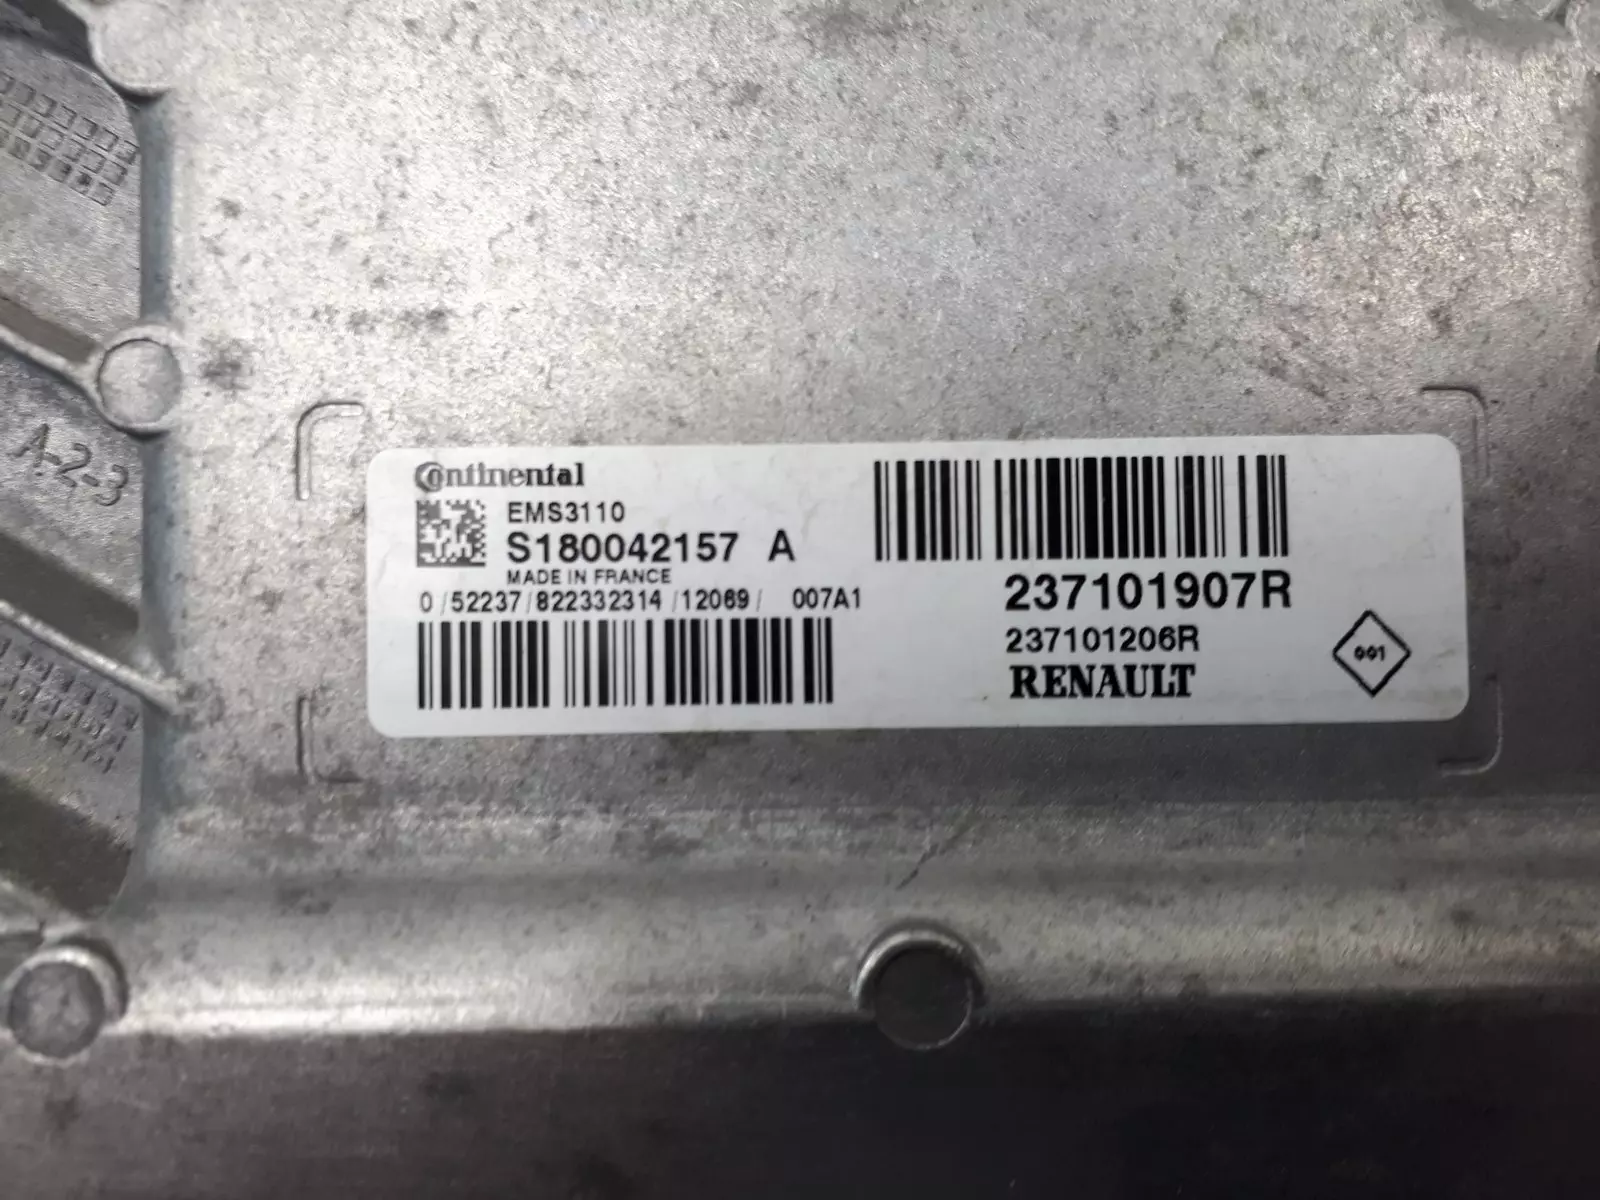 A-2-3
Continental
EMS3110
S180042157 A
MADE IN FRANCE
0/52237/822332314/12069/ 007A1
237101907R
237101206R
RENAULT
001